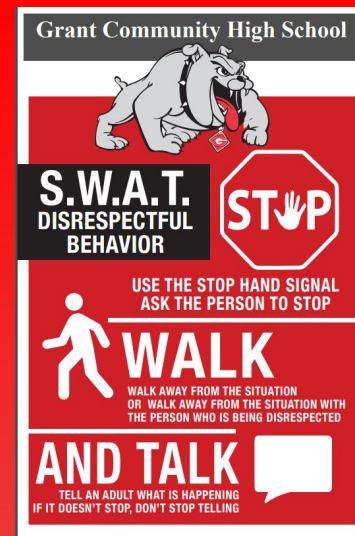 Grant Community High School
G
S.W.A.T.
DISRESPECTFUL
BEHAVIOR
STOP
USE THE STOP HAND SIGNAL
ASK THE PERSON TO STOP
WALK
WALK AWAY FROM THE SITUATION
OR WALK AWAY FROM THE SITUATION WITH
THE PERSON WHO IS BEING DISRESPECTED
AND TALK
TELL AN ADULT WHAT IS HAPPENING
IF IT DOESN'T STOP, DON'T STOP TELLING